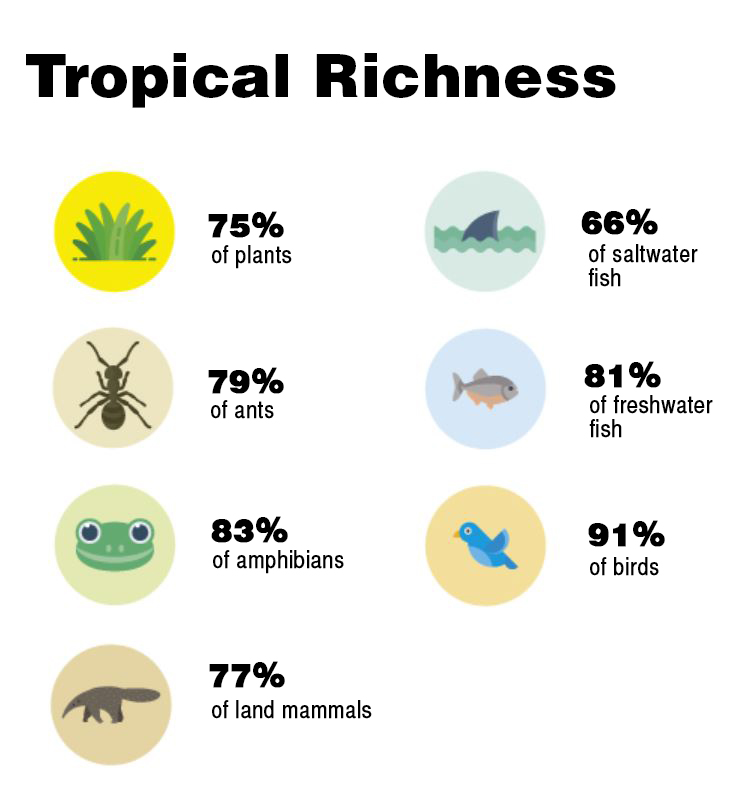 Tropical Richness
75%
of plants
79%
of ants
83%
of amphibians
77%
of land mammals
66%
of saltwater
fish
81%
of freshwater
fish
91%
of birds